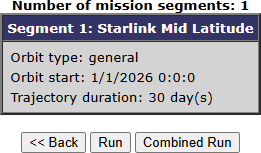 Number of mission segments: 1
Segment 1: Starlink Mid Latitude
Orbit type: general
Orbit start: 1/1/2026 0:0:0
Trajectory duration: 30 day(s)
<< Back Run Combined Run